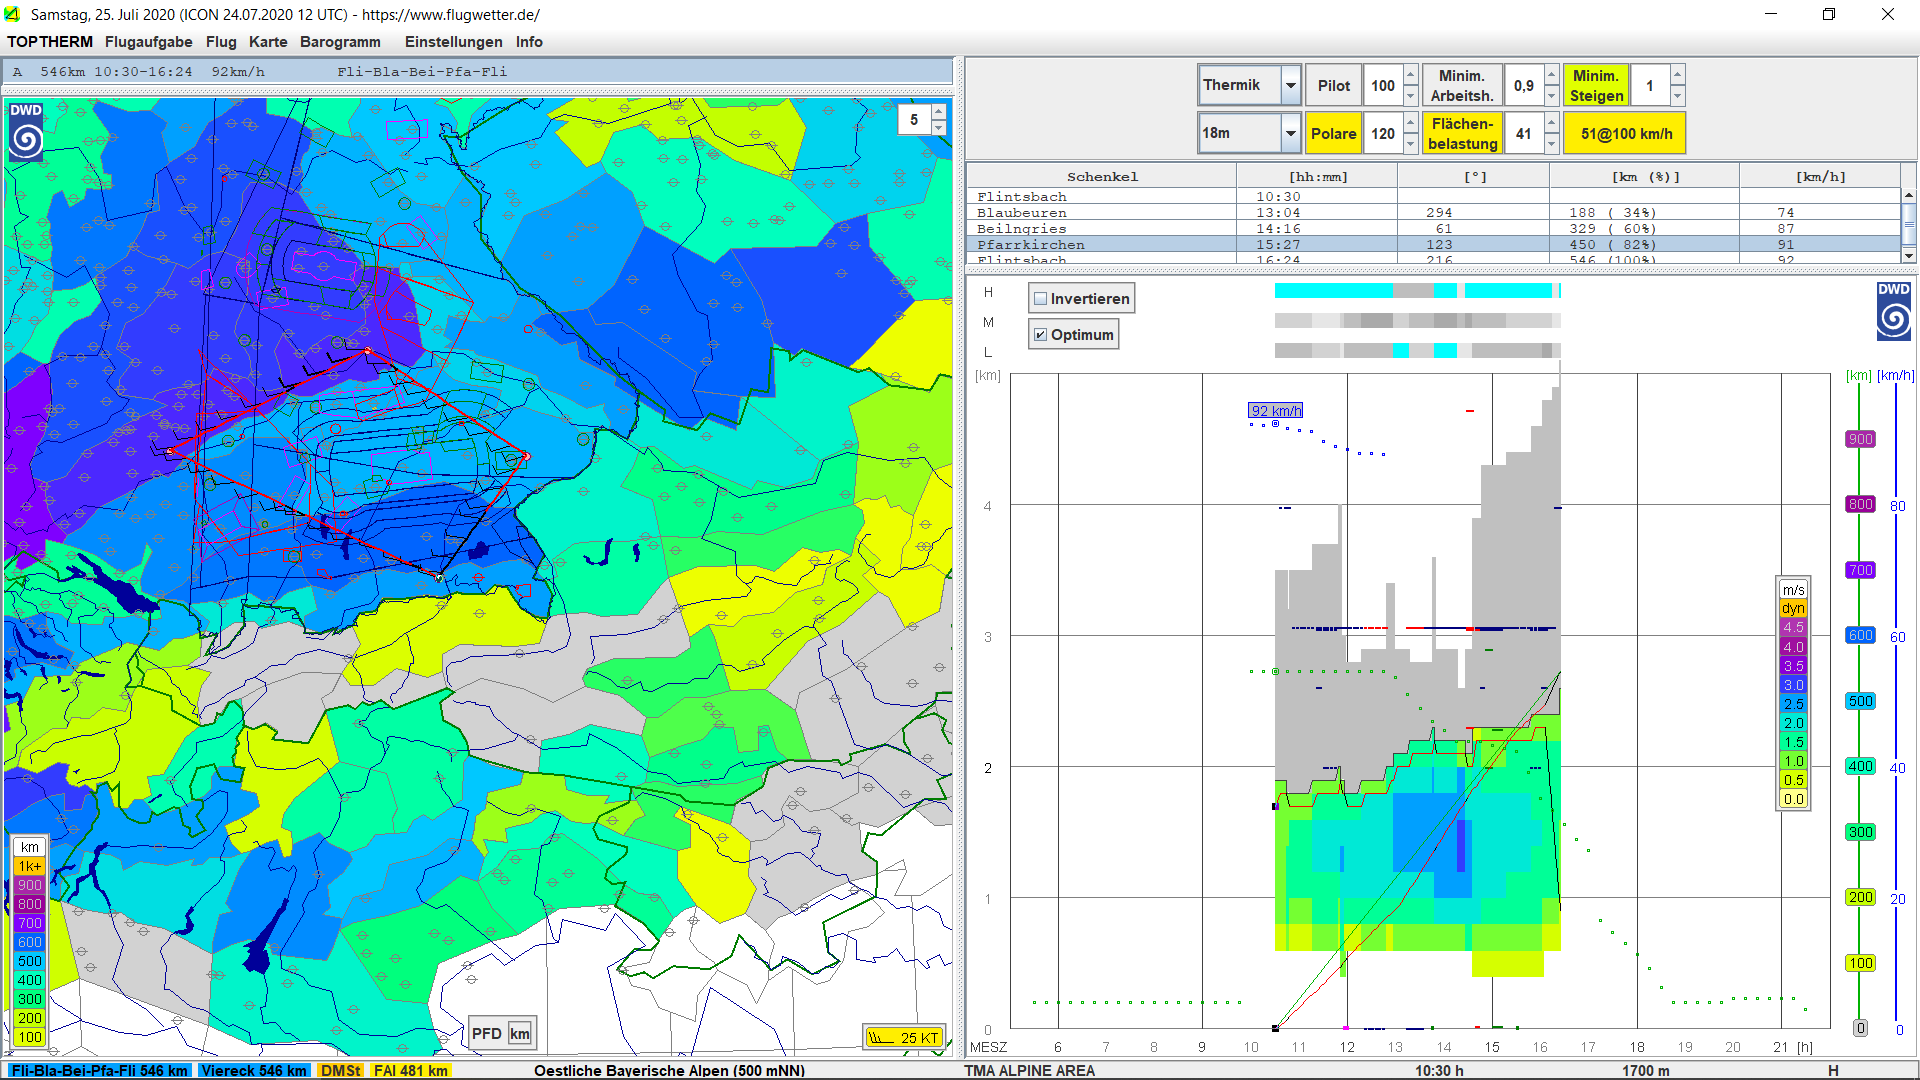 Samstag, 25. Juli 2020 (ICON 24.07.2020 12 UTC) - https://www.flugwetter.de/
TOPTHERM Flugaufgabe Flug Karte Barogramm Einstellungen Info
A 546km 10:30-16:24 92km/h Fli-Bla-Bei-Pfa-Fli
DWD
5
km
1k+
900
800
700
600
500
400
300
200
100
PFD km
25 KT
Thermik Pilot 100 Minim. Arbeitsh. 0,9 Minim. Steigen 1
18m Polare 120 Flächen-belastung 41 51@100 km/h
Schenkel [hh:mm] [°] [km (%)] [km/h]
Flintsbach 10:30
Blaubeuren 13:04 294 188 ( 34%) 74
Beilngries 14:16 61 329 ( 60%) 87
Pfarrkirchen 15:27 123 450 ( 82%) 91
Flintsbach 16:24 216 546 (100%) 92
H
M
L
Invertieren
Optimum
DWD
[km]
[km] [km/h]
92 km/h
4
3
2
1
0
900
800
700
600
500
400
300
200
100
0
80
60
40
20
0
m/s
dyn
4.5
4.0
3.5
3.0
2.5
2.0
1.5
1.0
0.5
0.0
MESZ 6 7 8 9 10 11 12 13 14 15 16 17 18 19 20 21 [h]
Fli-Bla-Bei-Pfa-Fli 546 km Viereck 546 km DMSt FAI 481 km Oestliche Bayerische Alpen (500 mNN) TMA ALPINE AREA 10:30 h 1700 m H